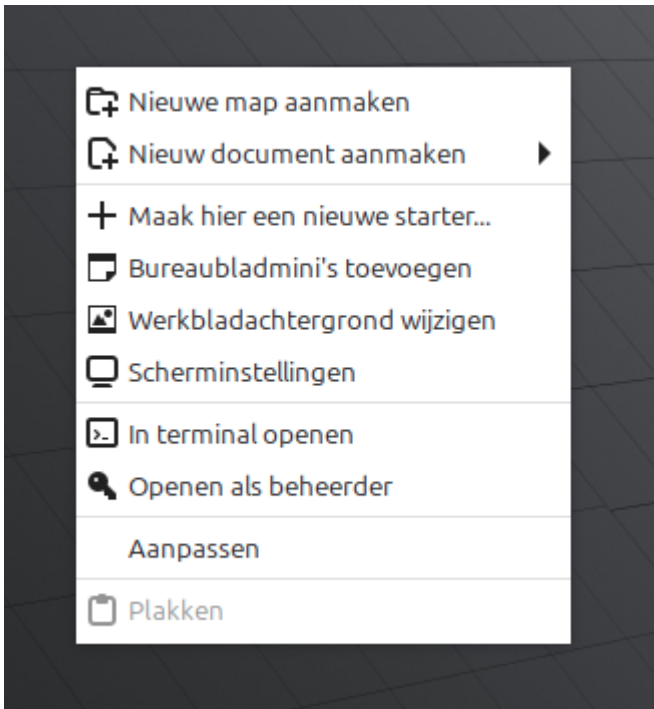 Nieuwe map aanmaken
Nieuw document aanmaken
Maak hier een nieuwe starter...
Bureaubladmini's toevoegen
Werkbladachtergrond wijzigen
Scherminstellingen
In terminal openen
Openen als beheerder
Aanpassen
Plakken